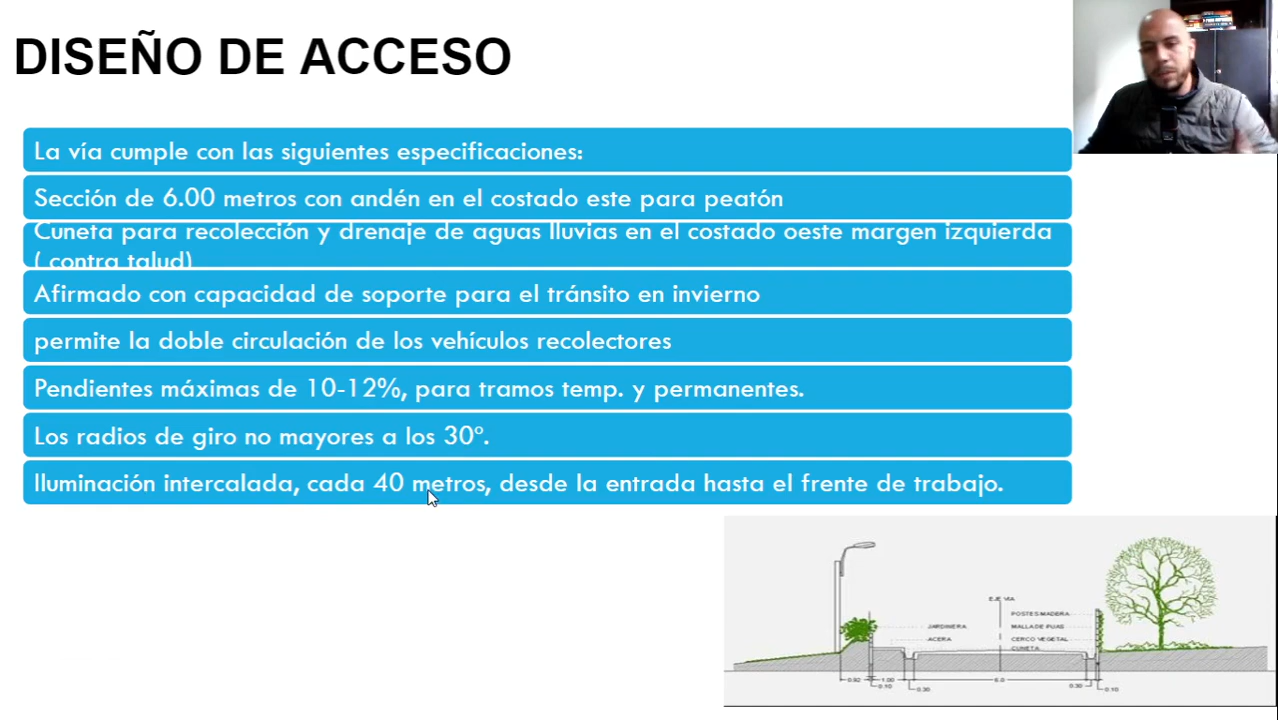 DISEÑO DE ACCESO
La vía cumple con las siguientes especificaciones:
Sección de 6.00 metros con andén en el costado este para peatón
Cuneta para recolección y drenaje de aguas lluvias en el costado oeste margen izquierda
( contra talud)
Afirmado con capacidad de soporte para el tránsito en invierno
permite la doble circulación de los vehículos recolectores
Pendientes máximas de 10-12%, para tramos temp. y permanentes.
Los radios de giro no mayores a los 30°.
Iluminación intercalada, cada 40 metros, desde la entrada hasta el frente de trabajo.
EJE VIA
POSTES MADERA
JARDINERA
MALLA DE PUAS
ACERA
CERCO VEGETAL
CUNETA
0.92
1.00
6.0
0.30
0.10
0.30
0.10